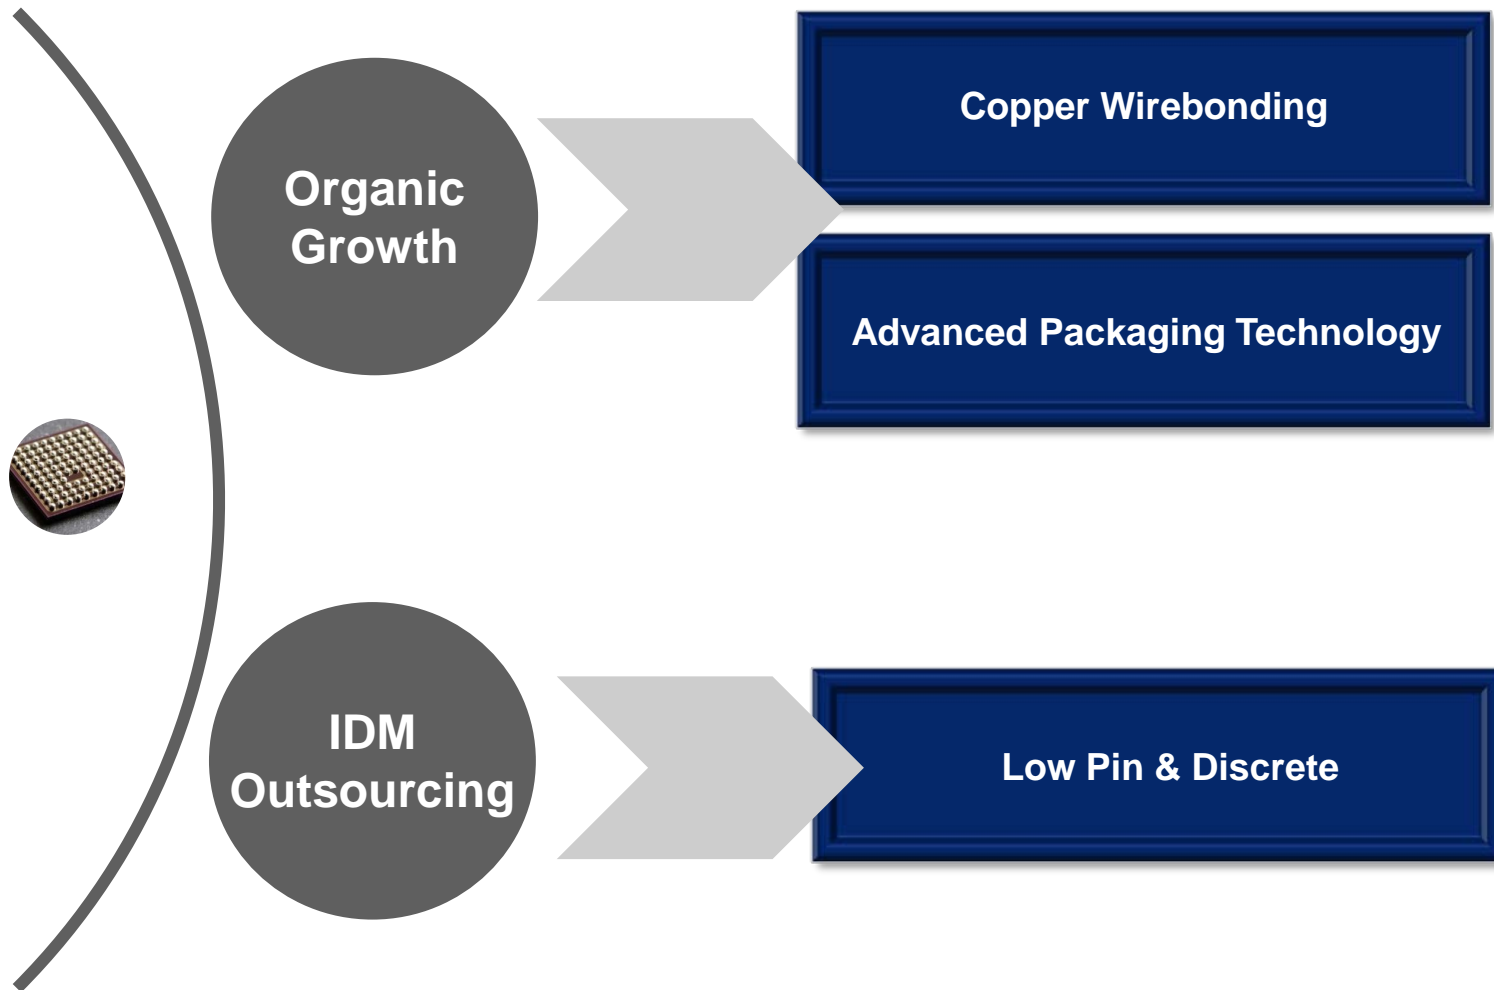 Organic
Growth
Copper Wirebonding
Advanced Packaging Technology
IDM
Outsourcing
Low Pin & Discrete